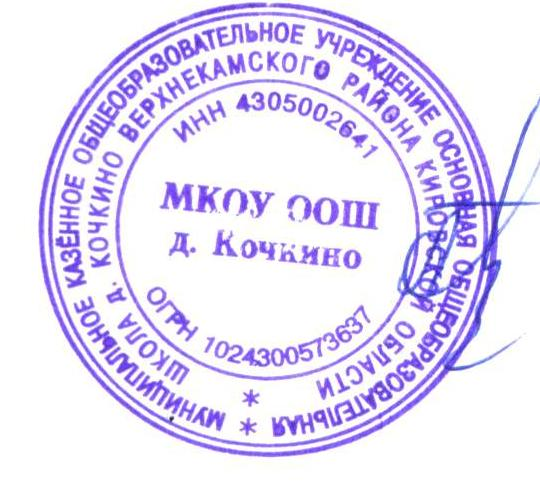 МУНИЦИПАЛЬНОЕ КАЗЁННОЕ ОБЩЕОБРАЗОВАТЕЛЬНОЕ УЧРЕЖДЕНИЕ ОСНОВНАЯ ОБЩЕОБРАЗОВАТЕЛЬНАЯ *
ШКОЛА Д. КОЧКИНО ВЕРХНЕКАМСКОГО РАЙОНА КИРОВСКОЙ ОБЛАСТИ *
ИНН 4305002641
МКОУ ООШ
д. Кочкино
ОГРН 1024300573637